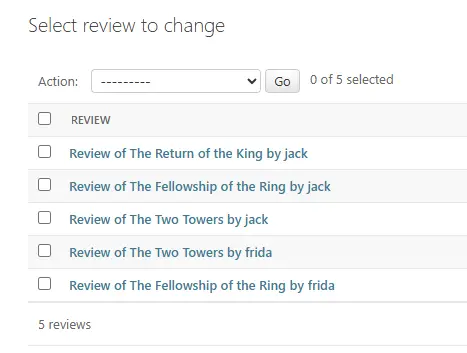 Select review to change
Action: --------- Go 0 of 5 selected
REVIEW
Review of The Return of the King by jack
Review of The Fellowship of the Ring by jack
Review of The Two Towers by jack
Review of The Two Towers by frida
Review of The Fellowship of the Ring by frida
5 reviews